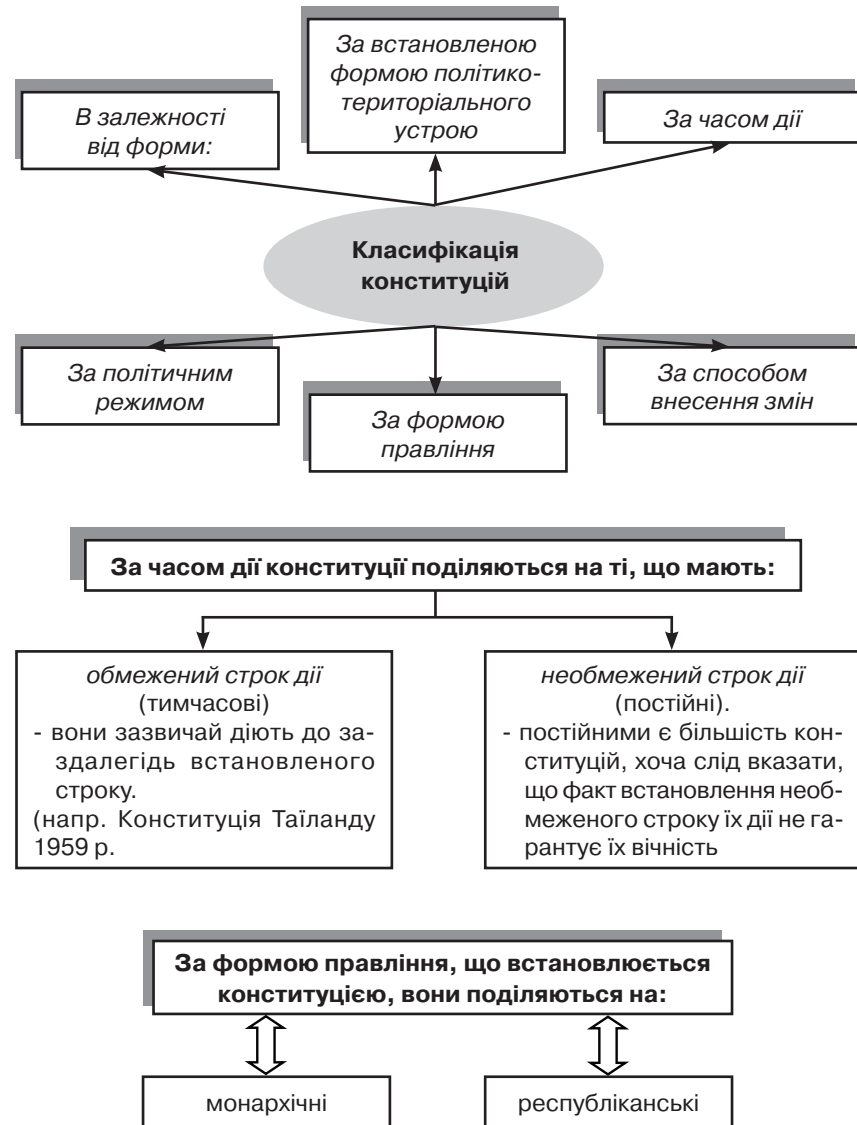 За встановленою
формою політико-
територіального
устрою
В залежності
від форми:
За часом дії
Класифікація
конституцій
За політичним
режимом
За формою
правління
За способом
внесення змін
За часом дії конституції поділяються на ті, що мають:
обмежений строк дії
(тимчасові)
- вони зазвичай діють до за-
здалегідь встановленого
строку.
(напр. Конституція Таїланду
1959 р.
необмежений строк дії
(постійні).
- постійними є більшість кон-
ституцій, хоча слід вказати,
що факт встановлення необ-
меженого строку їх дії не га-
рантує їх вічність
За формою правління, що встановлюється
конституцією, вони поділяються на:
монархічні
республіканські